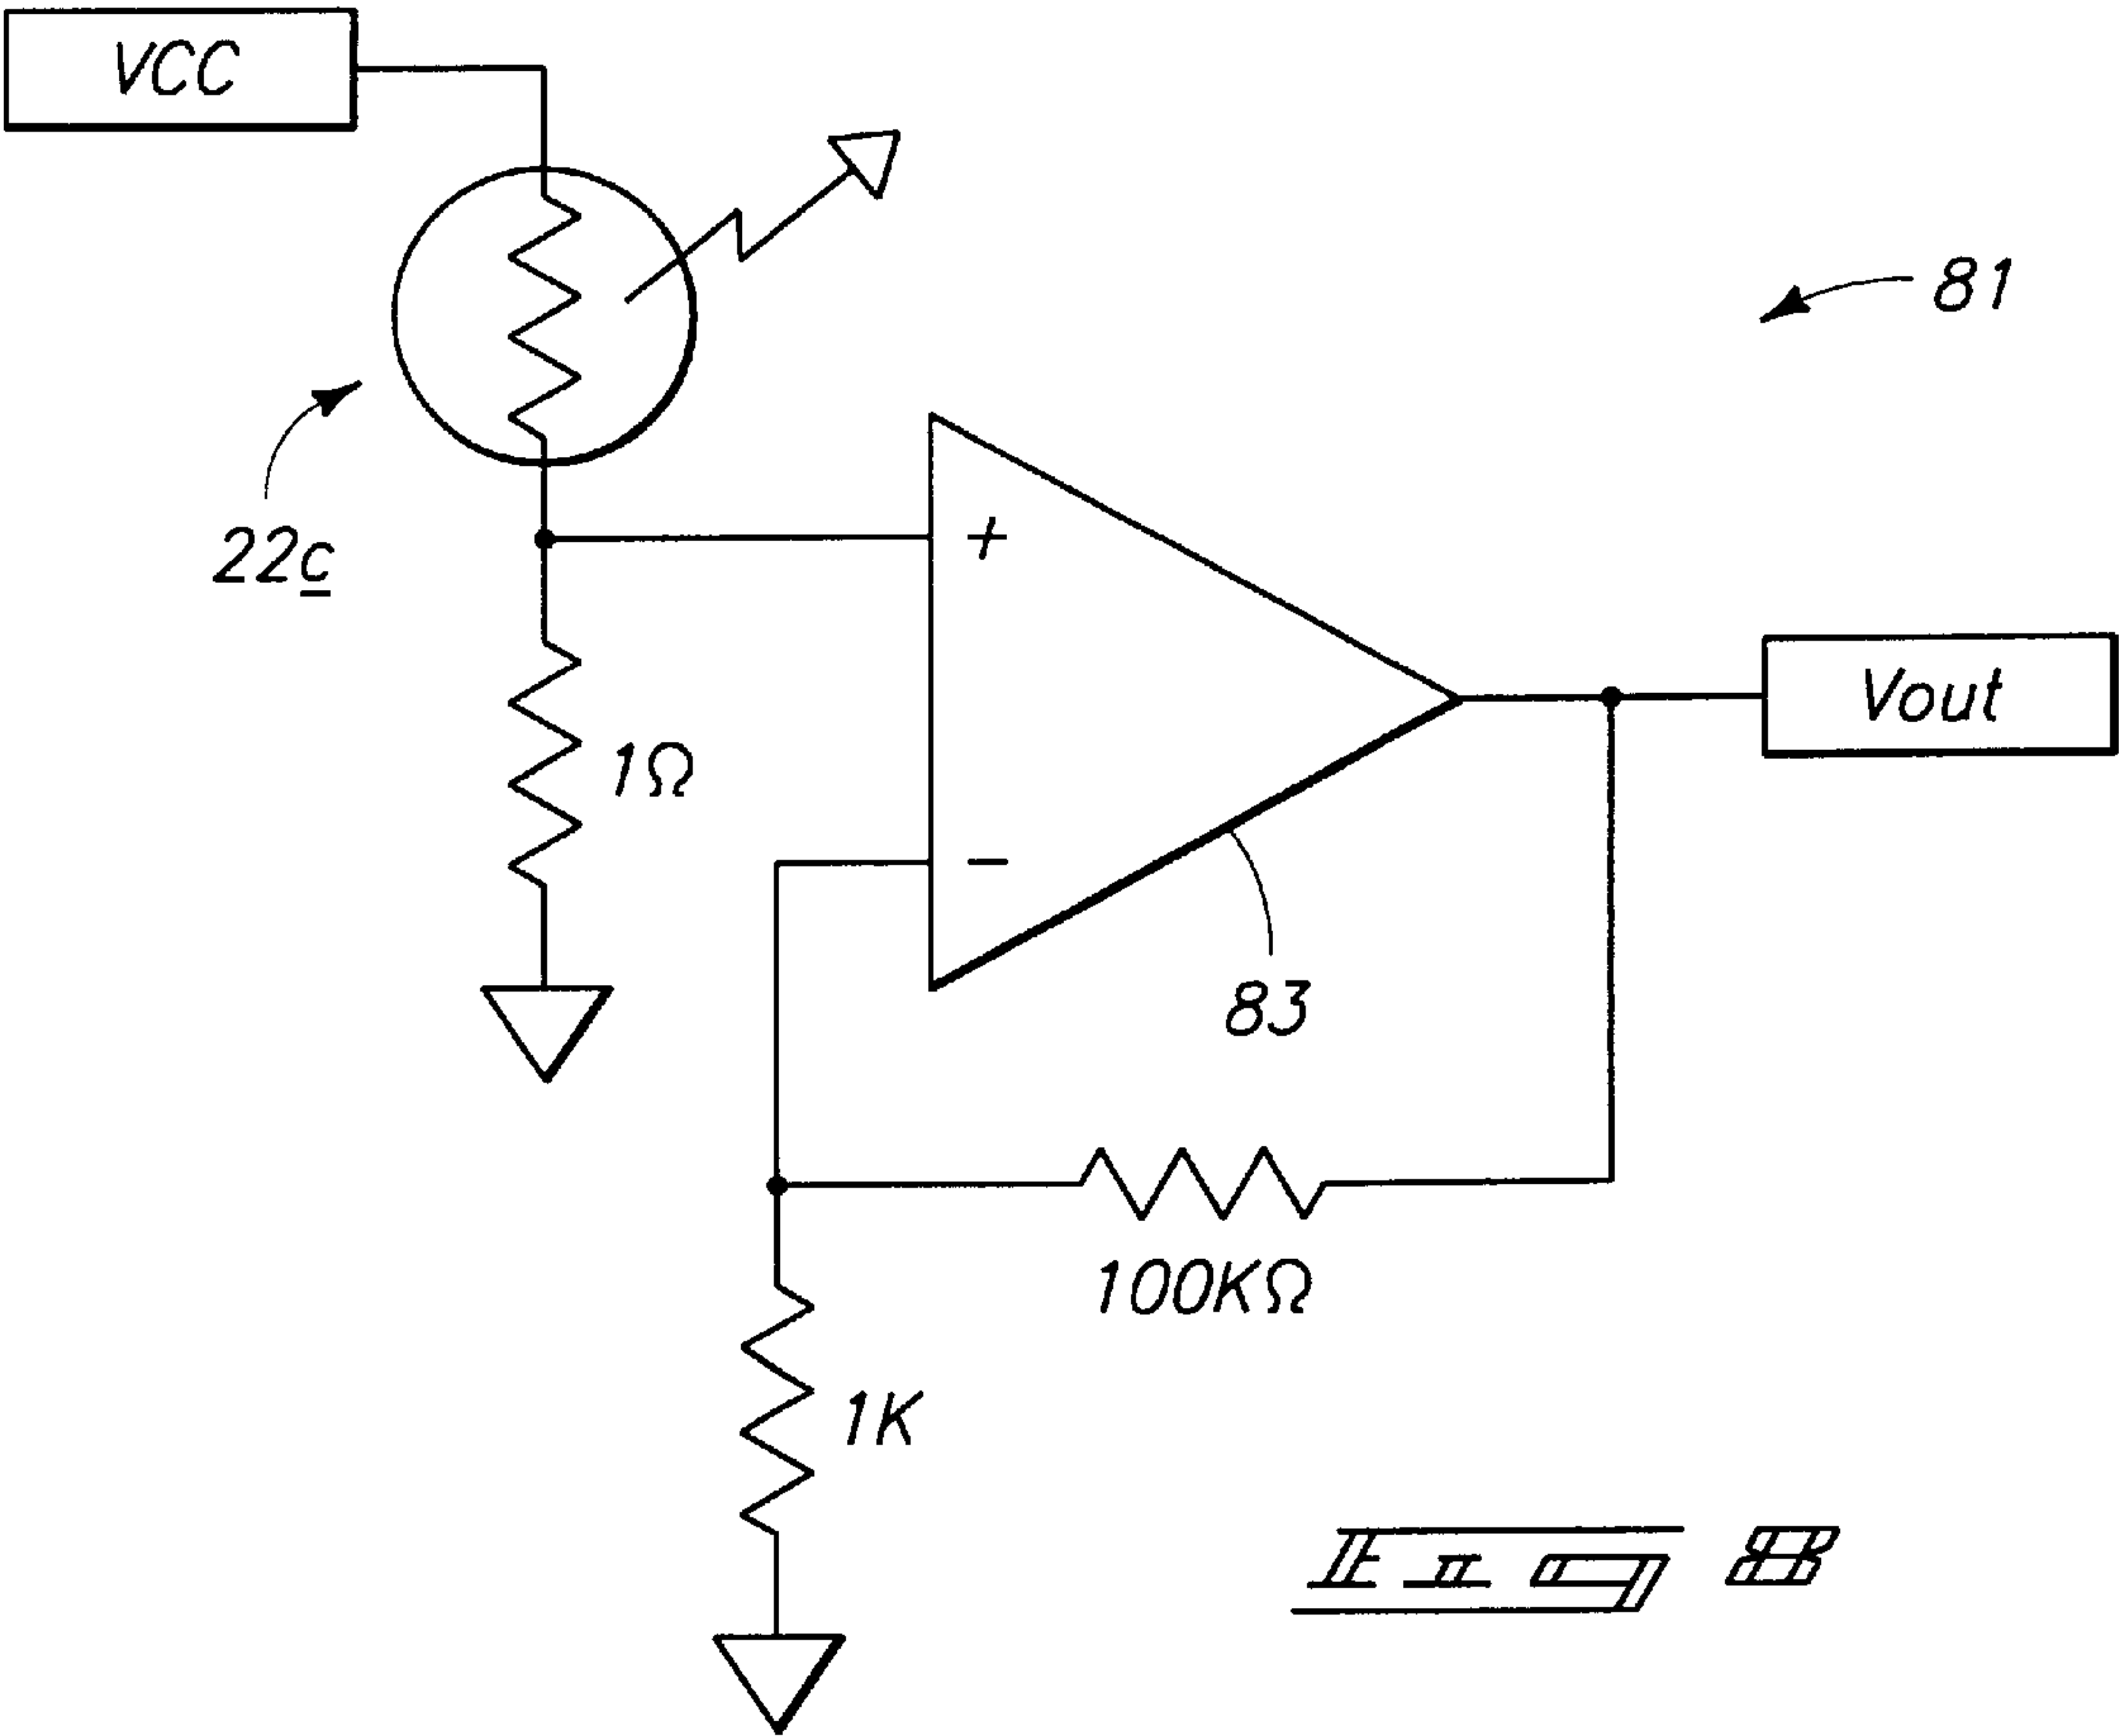 VCC
81
22c
+
Vout
1Ω
-
83
100KΩ
1K
Fig 8